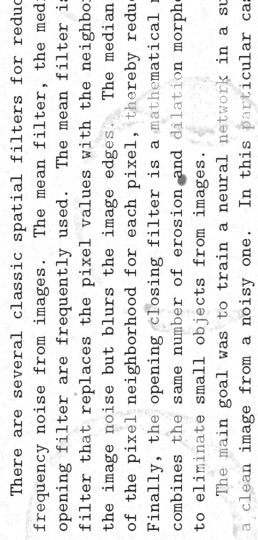 There are several classic spatial filters for reduc
frequency noise from images. The mean filter, the medi
opening filter are frequently used. The mean filter is
filter that replaces the pixel values with the neighbor
the image noise but blurs the image edges. The median
of the pixel neighborhood for each pixel, thereby reduc
Finally, the opening closing filter is a mathematical m
combines the same number of erosion and dalation morpho
to eliminate small objects from images.
The main goal was to train a neural network in a su
a clean image from a noisy one. In this particular cas